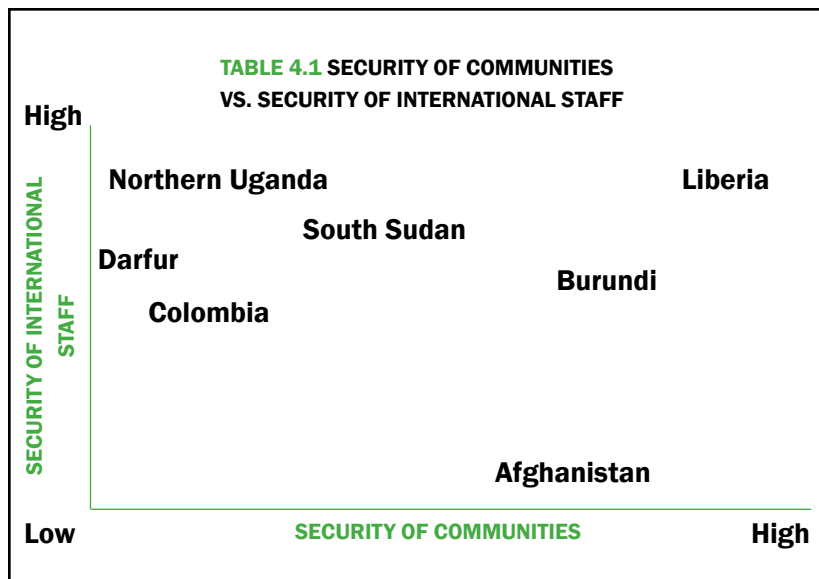 TABLE 4.1 SECURITY OF COMMUNITIES
VS. SECURITY OF INTERNATIONAL STAFF
High
SECURITY OF INTERNATIONAL
STAFF
Northern Uganda
Liberia
South Sudan
Darfur
Burundi
Colombia
Afghanistan
Low
SECURITY OF COMMUNITIES
High